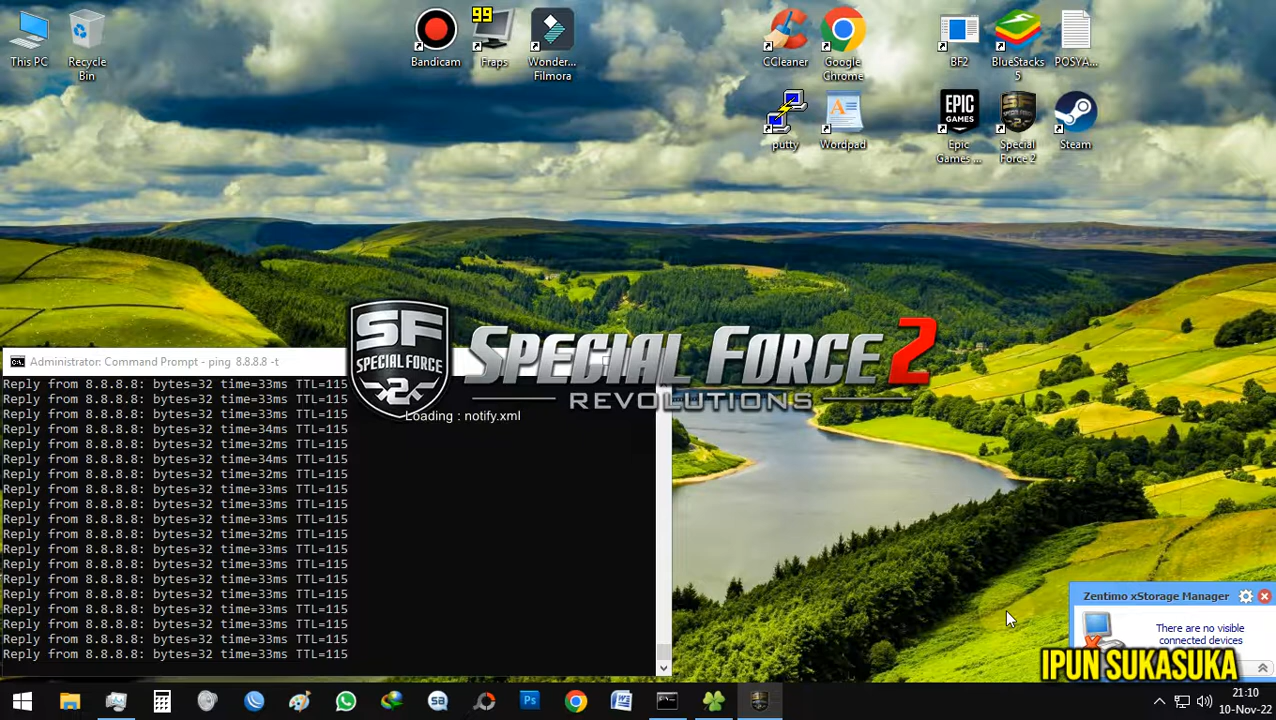 This PC
Recycle
Bin
Bandicam
99
Fraps
Wonder...
Filmora
CCleaner
Google
Chrome
BF2
BlueStacks
5
POSYA...
putty
Wordpad
EPIC
GAMES
Epic
Games ...
SF
Special
Force 2
Steam
Administrator: Command Prompt - ping 8.8.8.8 -t
SF
SPECIAL FORCE
2
SPECIAL FORCE 2
REVOLUTIONS
Loading : notify.xml
Reply from 8.8.8.8: bytes=32 time=33ms TTL=115
Reply from 8.8.8.8: bytes=32 time=33ms TTL=115
Reply from 8.8.8.8: bytes=32 time=33ms TTL=115
Reply from 8.8.8.8: bytes=32 time=34ms TTL=115
Reply from 8.8.8.8: bytes=32 time=32ms TTL=115
Reply from 8.8.8.8: bytes=32 time=34ms TTL=115
Reply from 8.8.8.8: bytes=32 time=32ms TTL=115
Reply from 8.8.8.8: bytes=32 time=33ms TTL=115
Reply from 8.8.8.8: bytes=32 time=33ms TTL=115
Reply from 8.8.8.8: bytes=32 time=33ms TTL=115
Reply from 8.8.8.8: bytes=32 time=32ms TTL=115
Reply from 8.8.8.8: bytes=32 time=33ms TTL=115
Reply from 8.8.8.8: bytes=32 time=33ms TTL=115
Reply from 8.8.8.8: bytes=32 time=33ms TTL=115
Reply from 8.8.8.8: bytes=32 time=33ms TTL=115
Reply from 8.8.8.8: bytes=32 time=33ms TTL=115
Reply from 8.8.8.8: bytes=32 time=33ms TTL=115
Reply from 8.8.8.8: bytes=32 time=33ms TTL=115
Reply from 8.8.8.8: bytes=32 time=33ms TTL=115
Zentimo xStorage Manager
There are no visible
connected devices
IPUN SUKASUKA
sa
Ps
21:10
10-Nov-22